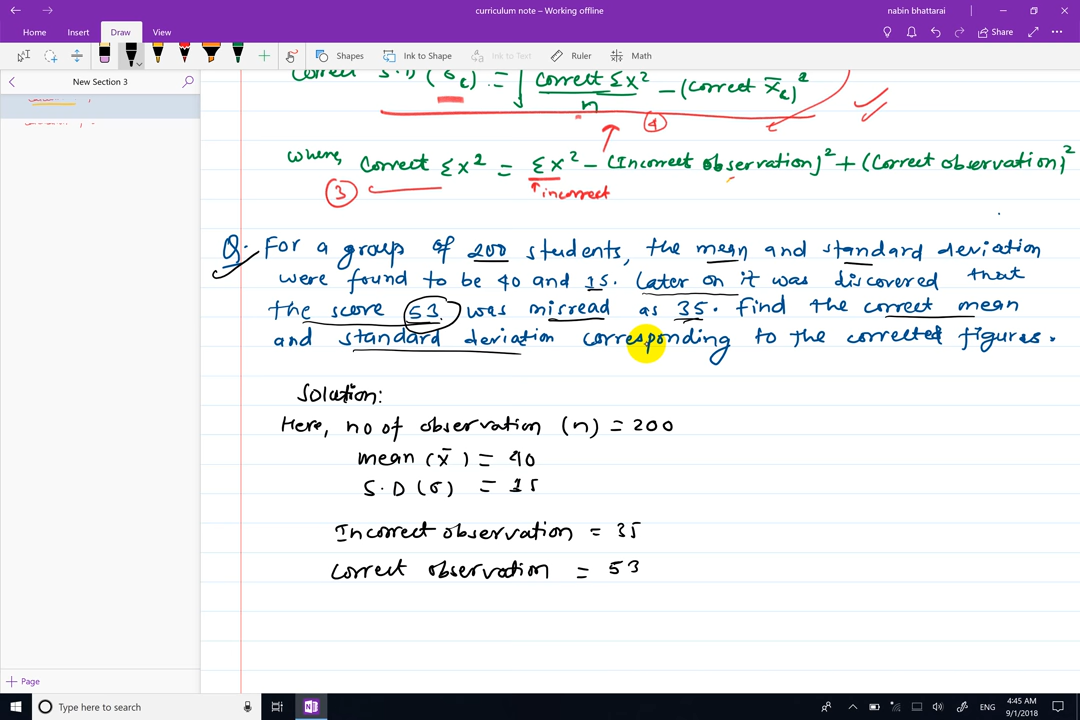 curriculum note – Working offline
nabin bhattarai
Home Insert Draw View
Share
Shapes Ink to Shape Ink to Text Ruler Math
New Section 3
Correct S.D (σc) = √ correct Σx² / n − (correct x̄c)²
④
where, correct Σx² = Σx² − (Incorrect observation)² + (correct observation)²
③ incorrect
Q. For a group of 200 students, the mean and standard deviation
were found to be 40 and 15. Later on it was discovered that
the score 53 was misread as 35. find the correct mean
and standard deviation corresponding to the corrected figures.
Solution:
Here, no of observation (n) = 200
mean (x̄) = 40
S.D (σ) = 15
Incorrect observation = 35
correct observation = 53
Page
Type here to search
ENG
4:45 AM
9/1/2018